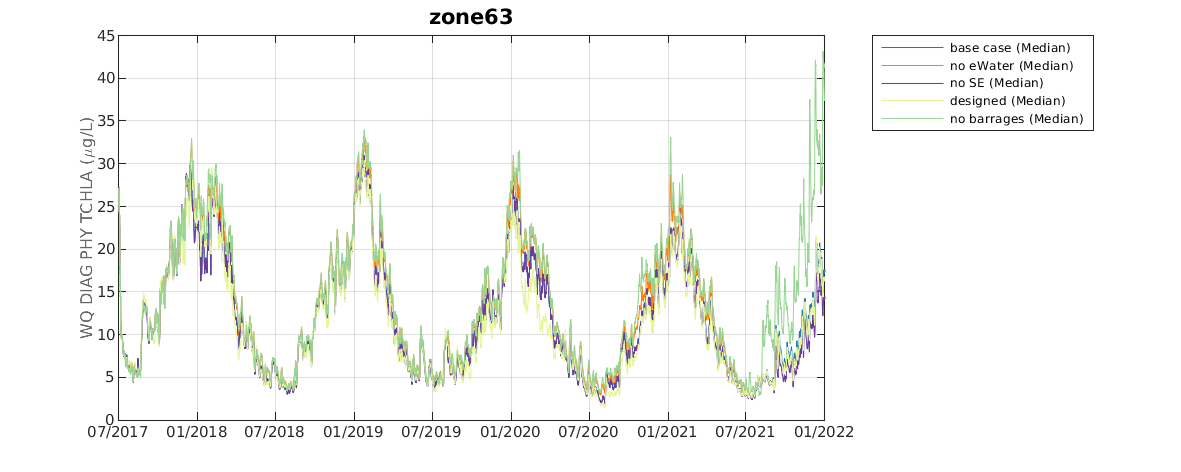 zone63
WQ DIAG PHY TCHLA (μg/L)
45
40
35
30
25
20
15
10
5
0
07/2017 01/2018 07/2018 01/2019 07/2019 01/2020 07/2020 01/2021 07/2021 01/2022
base case (Median)
no eWater (Median)
no SE (Median)
designed (Median)
no barrages (Median)